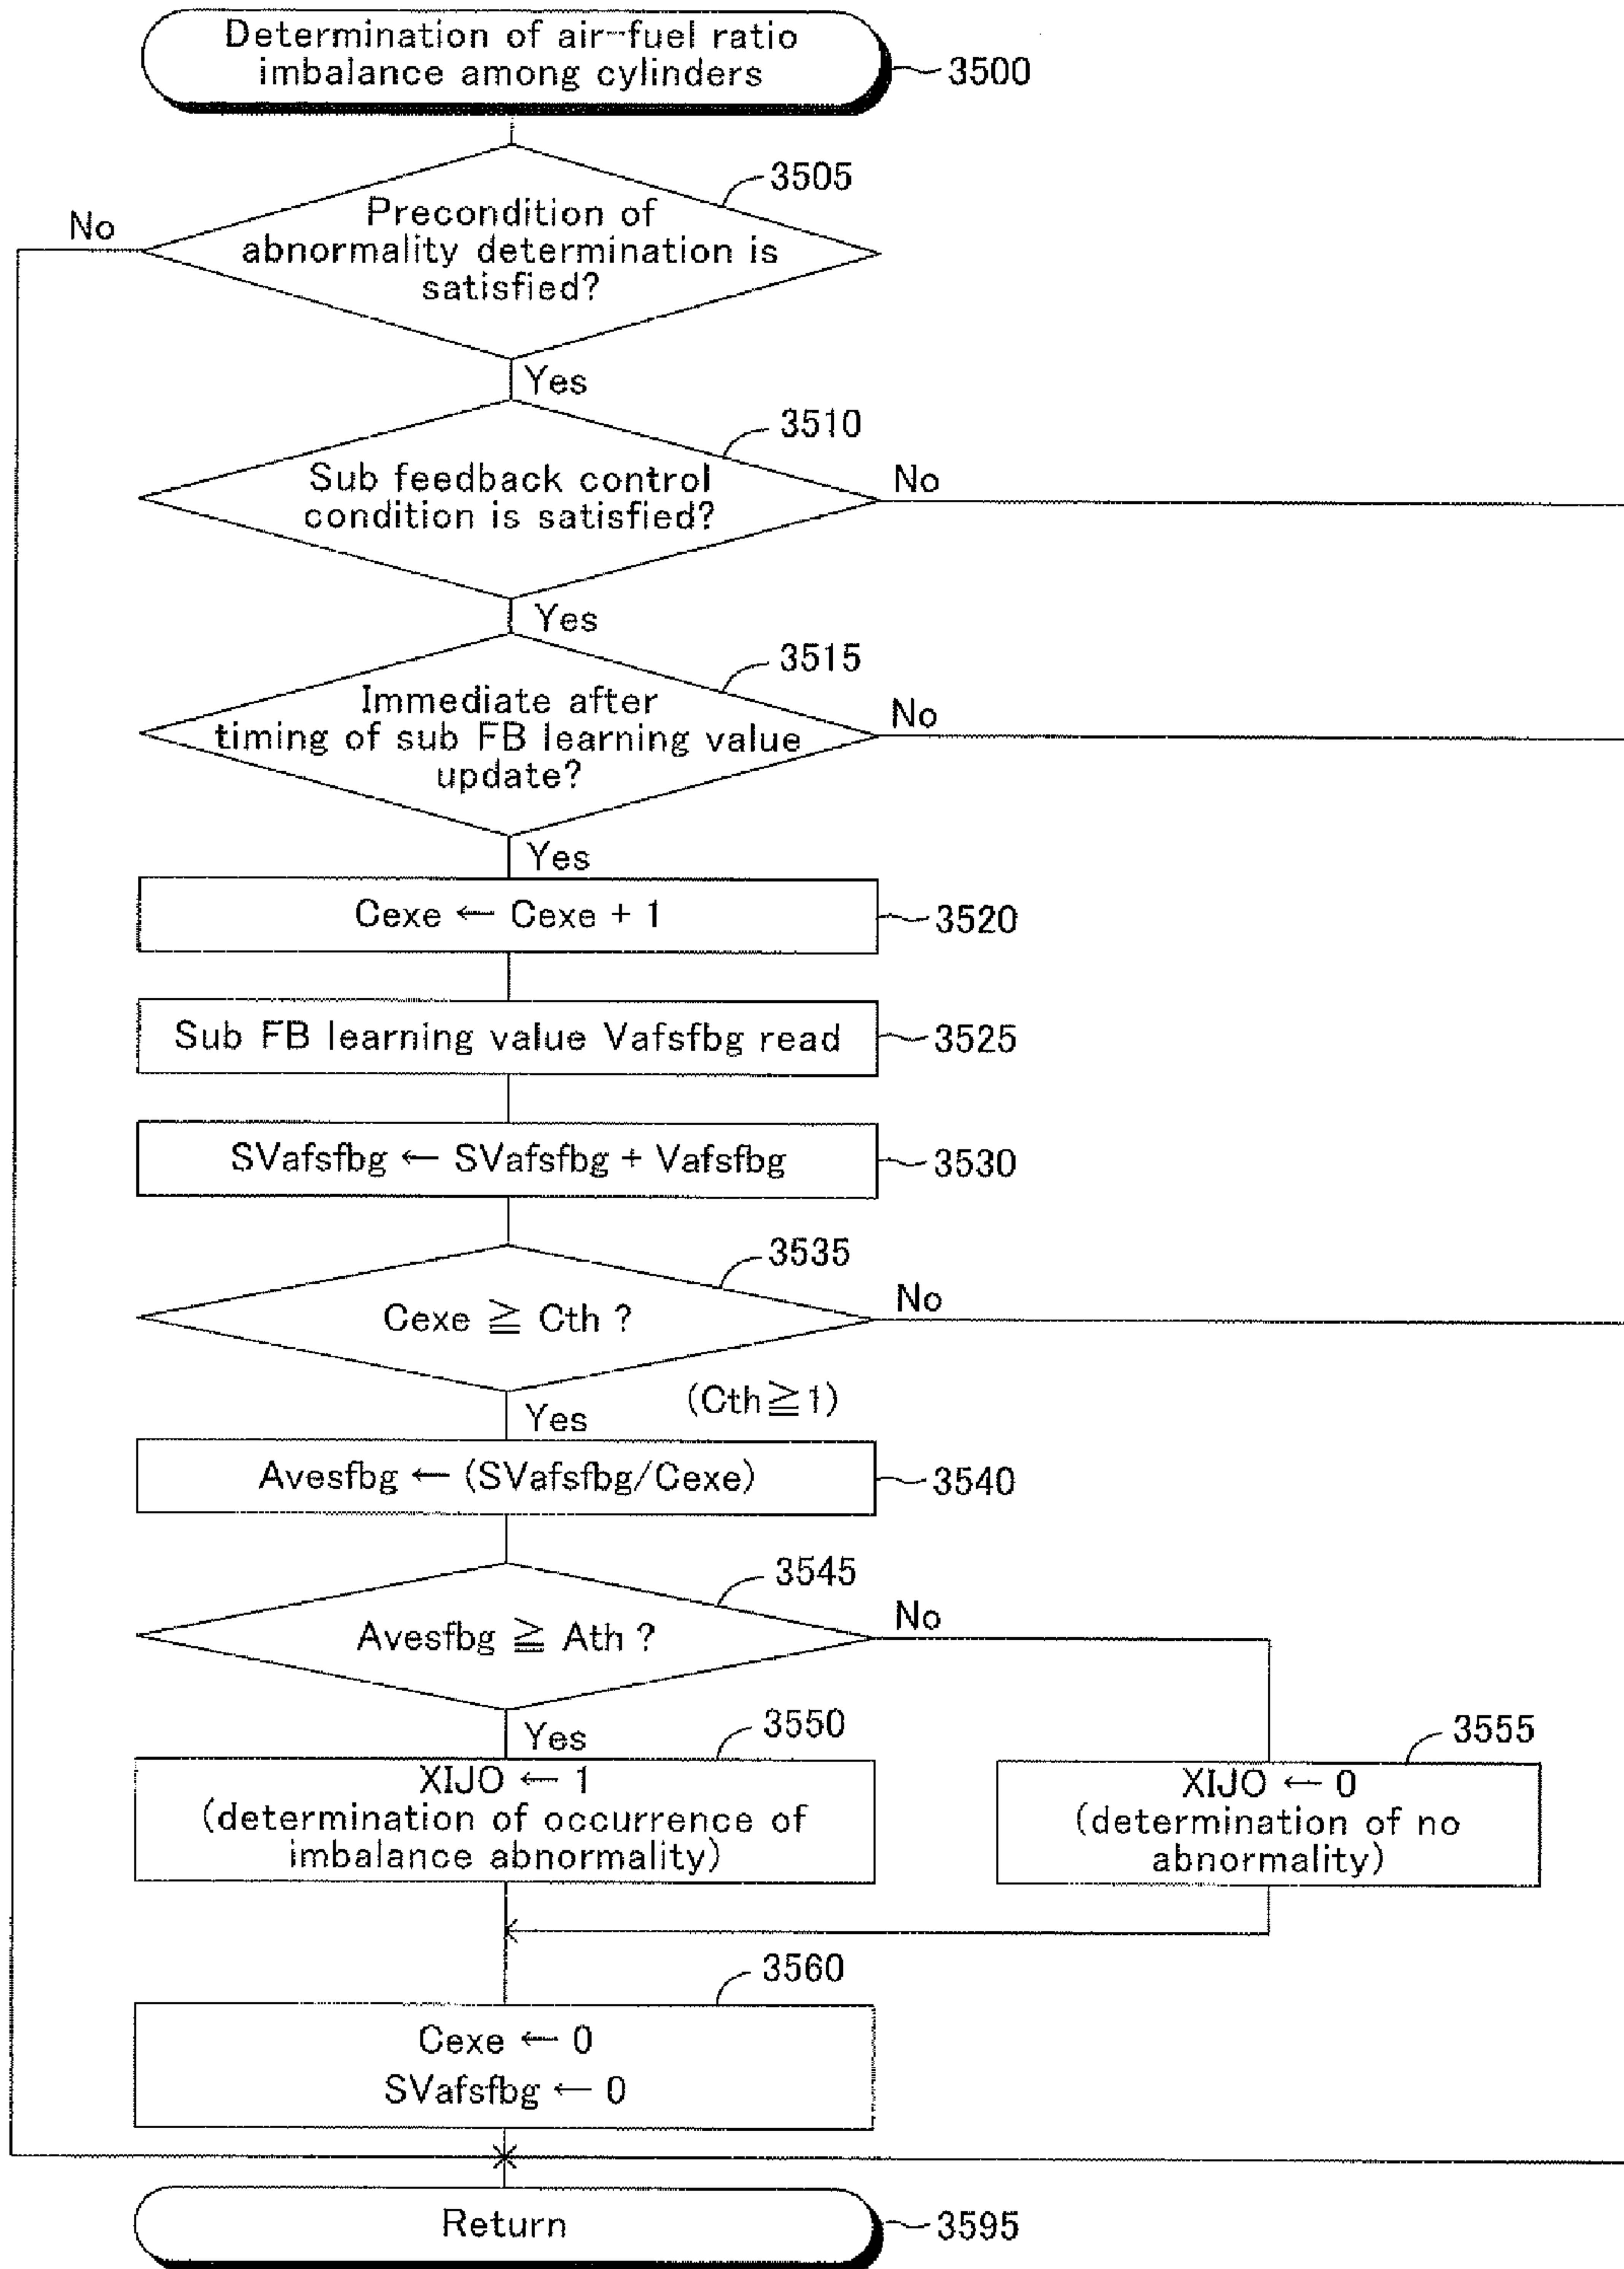 Determination of air-fuel ratio
imbalance among cylinders
3500
3505
No
Precondition of
abnormality determination is
satisfied?
Yes
3510
Sub feedback control
condition is satisfied?
No
Yes
3515
Immediate after
timing of sub FB learning value
update?
No
Yes
Cexe ← Cexe + 1
3520
Sub FB learning value Vafsfbg read
3525
SVafsfbg ← SVafsfbg + Vafsfbg
3530
3535
Cexe ≧ Cth ?
No
(Cth≧1)
Yes
Avesfbg ← (SVafsfbg/Cexe)
3540
3545
Avesfbg ≧ Ath ?
No
Yes
3550
XIJO ← 1
(determination of occurrence of
imbalance abnormality)
3555
XIJO ← 0
(determination of no
abnormality)
3560
Cexe ← 0
SVafsfbg ← 0
Return
3595